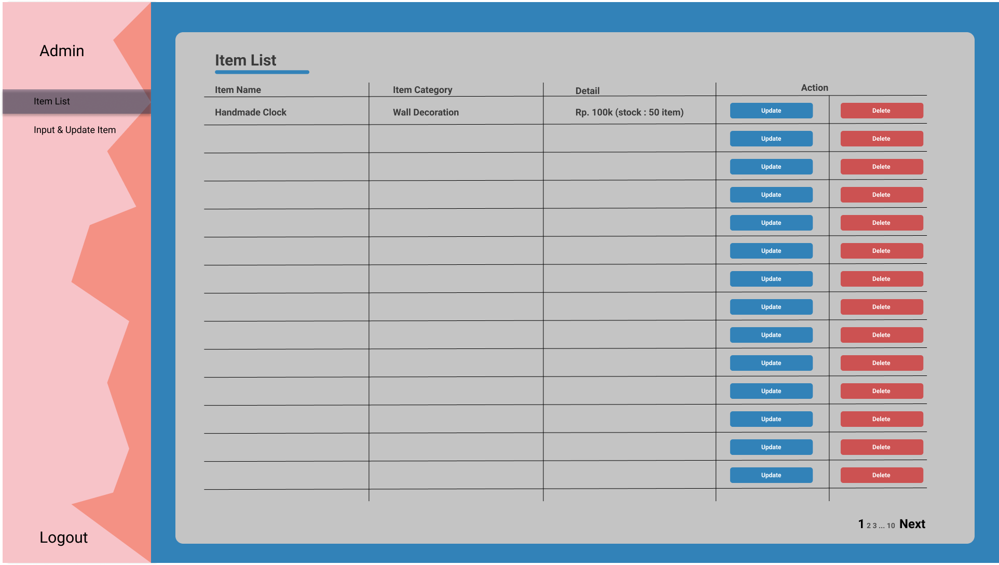 Admin
Item List
Input & Update Item
Logout
Item List
Item Name Item Category Detail Action
Handmade Clock Wall Decoration Rp. 100k (stock : 50 item) Update Delete
Update Delete
Update Delete
Update Delete
Update Delete
Update Delete
Update Delete
Update Delete
Update Delete
Update Delete
Update Delete
Update Delete
Update Delete
Update Delete
1 2 3 ... 10 Next